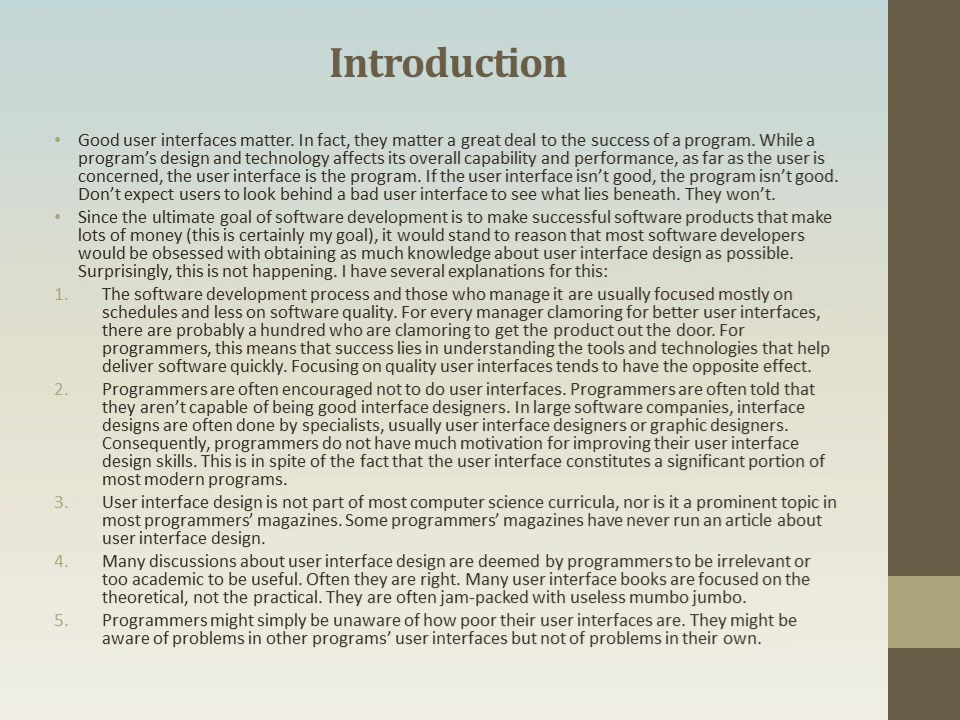 Introduction
• Good user interfaces matter. In fact, they matter a great deal to the success of a program. While a
program’s design and technology affects its overall capability and performance, as far as the user is
concerned, the user interface is the program. If the user interface isn’t good, the program isn’t good.
Don’t expect users to look behind a bad user interface to see what lies beneath. They won’t.
• Since the ultimate goal of software development is to make successful software products that make
lots of money (this is certainly my goal), it would stand to reason that most software developers
would be obsessed with obtaining as much knowledge about user interface design as possible.
Surprisingly, this is not happening. I have several explanations for this:
1. The software development process and those who manage it are usually focused mostly on
schedules and less on software quality. For every manager clamoring for better user interfaces,
there are probably a hundred who are clamoring to get the product out the door. For
programmers, this means that success lies in understanding the tools and technologies that help
deliver software quickly. Focusing on quality user interfaces tends to have the opposite effect.
2. Programmers are often encouraged not to do user interfaces. Programmers are often told that
they aren’t capable of being good interface designers. In large software companies, interface
designs are often done by specialists, usually user interface designers or graphic designers.
Consequently, programmers do not have much motivation for improving their user interface
design skills. This is in spite of the fact that the user interface constitutes a significant portion of
most modern programs.
3. User interface design is not part of most computer science curricula, nor is it a prominent topic in
most programmers’ magazines. Some programmers’ magazines have never run an article about
user interface design.
4. Many discussions about user interface design are deemed by programmers to be irrelevant or
too academic to be useful. Often they are right. Many user interface books are focused on the
theoretical, not the practical. They are often jam-packed with useless mumbo jumbo.
5. Programmers might simply be unaware of how poor their user interfaces are. They might be
aware of problems in other programs’ user interfaces but not of problems in their own.